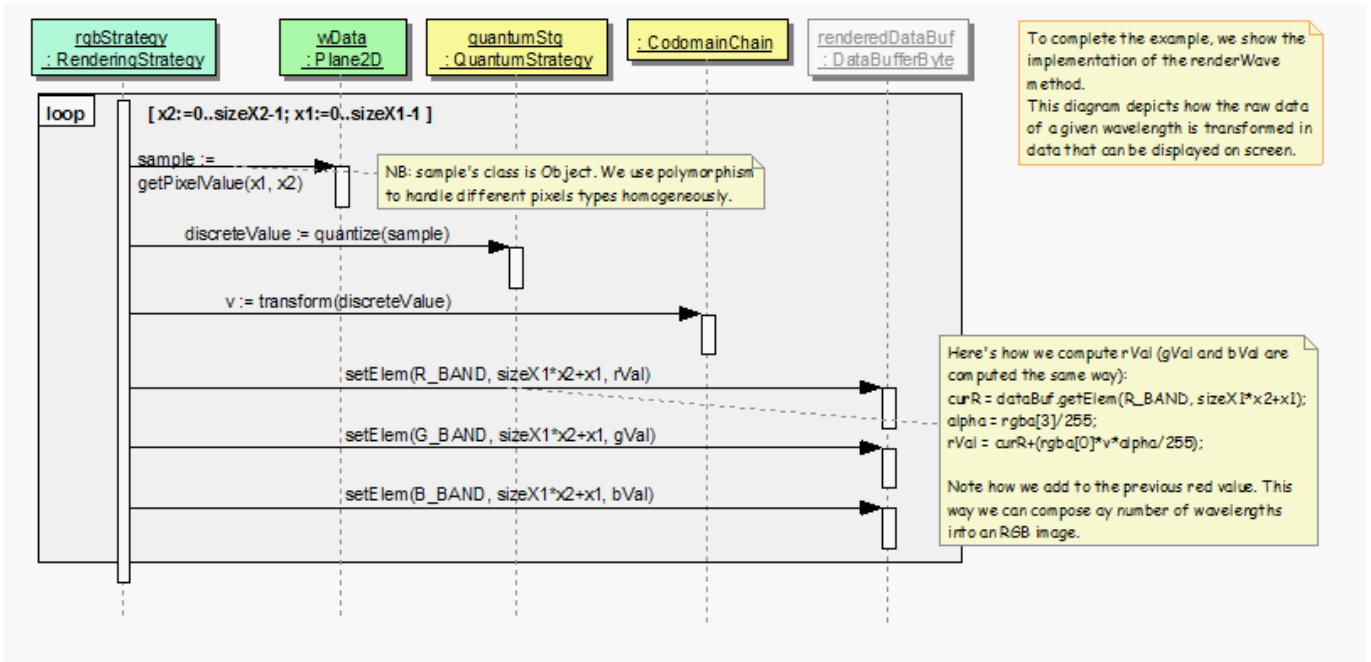 rgbStrategy
: RenderingStrategy
wData
: Plane2D
quantumStg
: QuantumStrategy
: CodomainChain
renderedDataBuf
: DataBufferByte
To complete the example, we show the
implementation of the renderWave
method.
This diagram depicts how the raw data
of a given wavelength is transformed in
data that can be displayed on screen.
loop
[ x2:=0..sizeX2-1; x1:=0..sizeX1-1 ]
sample :=
getPixelValue(x1, x2)
NB: sample's class is Object. We use polymorphism
to handle different pixels types homogeneously.
discreteValue := quantize(sample)
v := transform(discreteValue)
setElem(R_BAND, sizeX1*x2+x1, rVal)
setElem(G_BAND, sizeX1*x2+x1, gVal)
setElem(B_BAND, sizeX1*x2+x1, bVal)
Here's how we compute rVal (gVal and bVal are
computed the same way):
curR = dataBuf.getElem(R_BAND, sizeX1*x2+x1);
alpha = rgba[3]/255;
rVal = curR+(rgba[0]*v*alpha/255);
Note how we add to the previous red value. This
way we can compose ay number of wavelengths
into an RGB image.